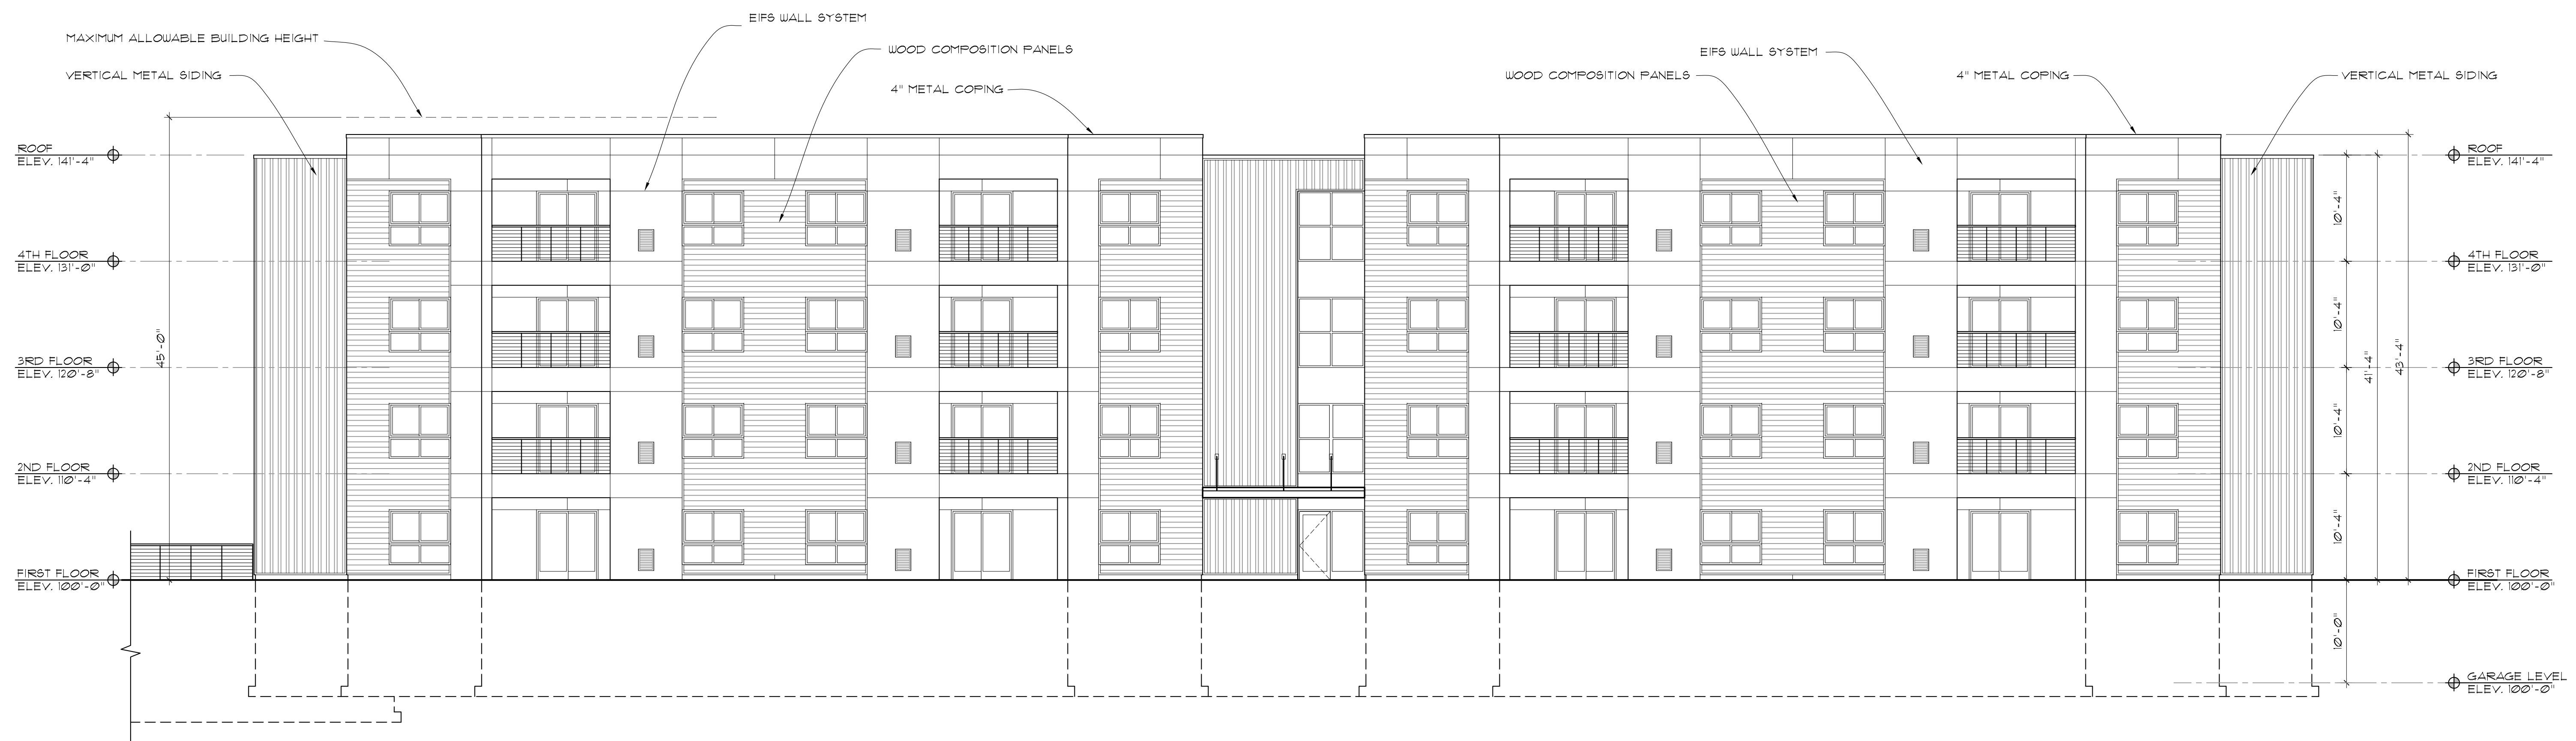 EIFS WALL SYSTEM
MAXIMUM ALLOWABLE BUILDING HEIGHT
WOOD COMPOSITION PANELS
EIFS WALL SYSTEM
VERTICAL METAL SIDING
WOOD COMPOSITION PANELS
4" METAL COPING
VERTICAL METAL SIDING
4" METAL COPING
ROOF
ELEV. 141'-4"
4TH FLOOR
ELEV. 131'-0"
3RD FLOOR
ELEV. 120'-8"
2ND FLOOR
ELEV. 110'-4"
FIRST FLOOR
ELEV. 100'-0"
45'-0"
10'-4"
10'-4"
10'-4"
10'-4"
10'-0"
41'-4"
43'-4"
ROOF
ELEV. 141'-4"
4TH FLOOR
ELEV. 131'-0"
3RD FLOOR
ELEV. 120'-8"
2ND FLOOR
ELEV. 110'-4"
FIRST FLOOR
ELEV. 100'-0"
GARAGE LEVEL
ELEV. 100'-0"